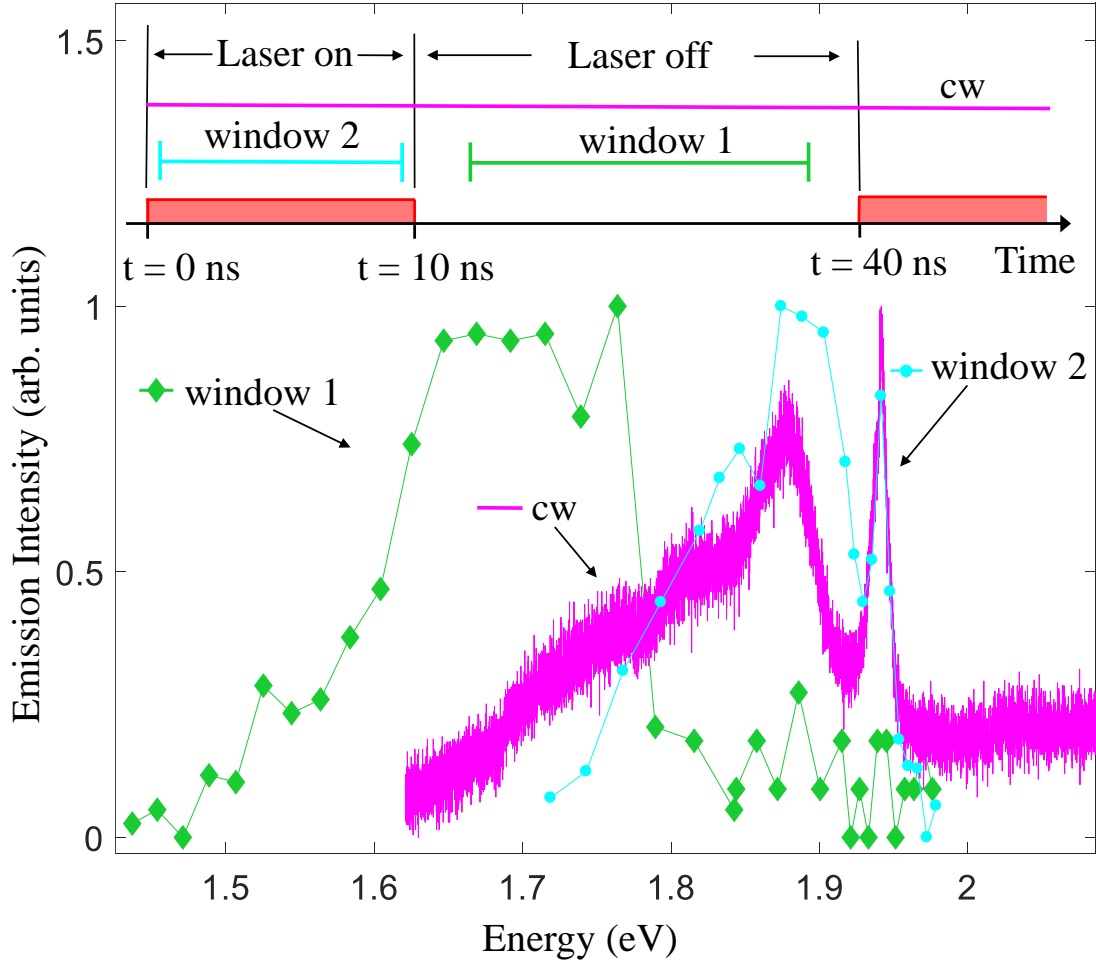 1.5
Laser on
Laser off
cw
window 2
window 1
t = 0 ns
t = 10 ns
t = 40 ns
Time
1
window 1
window 2
cw
0.5
0
Emission Intensity (arb. units)
1.5
1.6
1.7
1.8
1.9
2
Energy (eV)